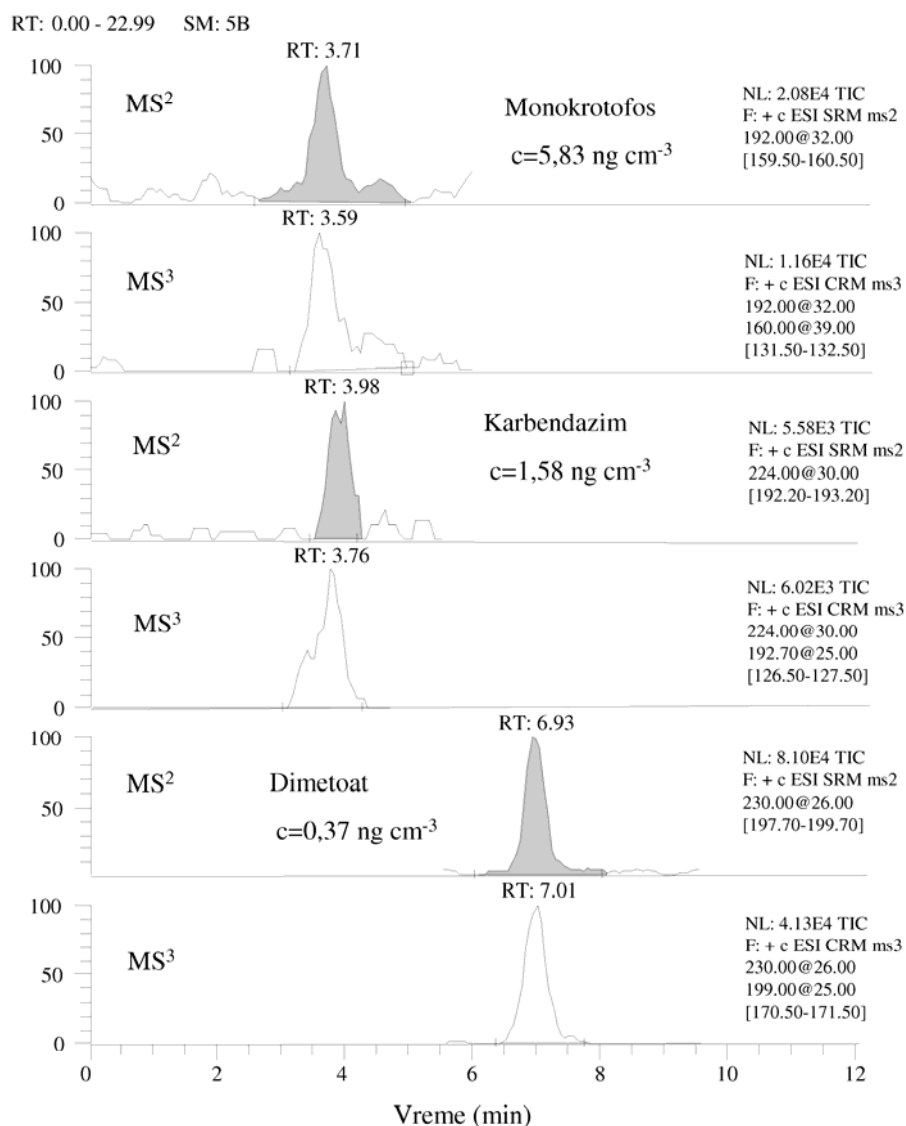 RT: 0.00 - 22.99 SM: 5B
RT: 3.71
100
50
0
MS²
Monokrotofos
c=5,83 ng cm⁻³
NL: 2.08E4 TIC
F: + c ESI SRM ms2
192.00@32.00
[159.50-160.50]
RT: 3.59
100
50
0
MS³
NL: 1.16E4 TIC
F: + c ESI CRM ms3
192.00@32.00
160.00@39.00
[131.50-132.50]
RT: 3.98
100
50
0
MS²
Karbendazim
c=1,58 ng cm⁻³
NL: 5.58E3 TIC
F: + c ESI SRM ms2
224.00@30.00
[192.20-193.20]
RT: 3.76
100
50
0
MS³
NL: 6.02E3 TIC
F: + c ESI CRM ms3
224.00@30.00
192.70@25.00
[126.50-127.50]
RT: 6.93
100
50
0
MS²
Dimetoat
c=0,37 ng cm⁻³
NL: 8.10E4 TIC
F: + c ESI SRM ms2
230.00@26.00
[197.70-199.70]
RT: 7.01
100
50
0
MS³
NL: 4.13E4 TIC
F: + c ESI CRM ms3
230.00@26.00
199.00@25.00
[170.50-171.50]
0 2 4 6 8 10 12
Vreme (min)